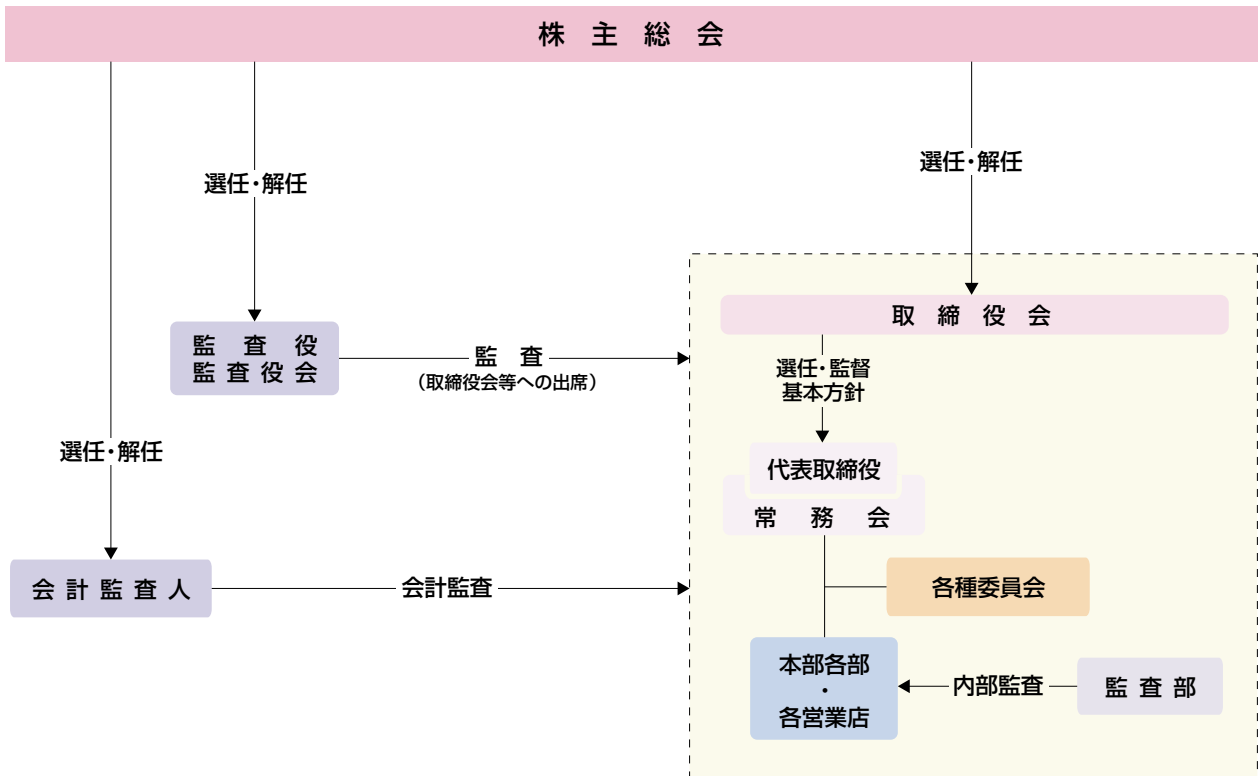 株主総会
選任・解任
選任・解任
選任・解任
取締役会
監査役
監査役会
監査
（取締役会等への出席）
選任・監督
基本方針
代表取締役
常務会
会計監査人
会計監査
各種委員会
本部各部
・
各営業店
内部監査
監査部